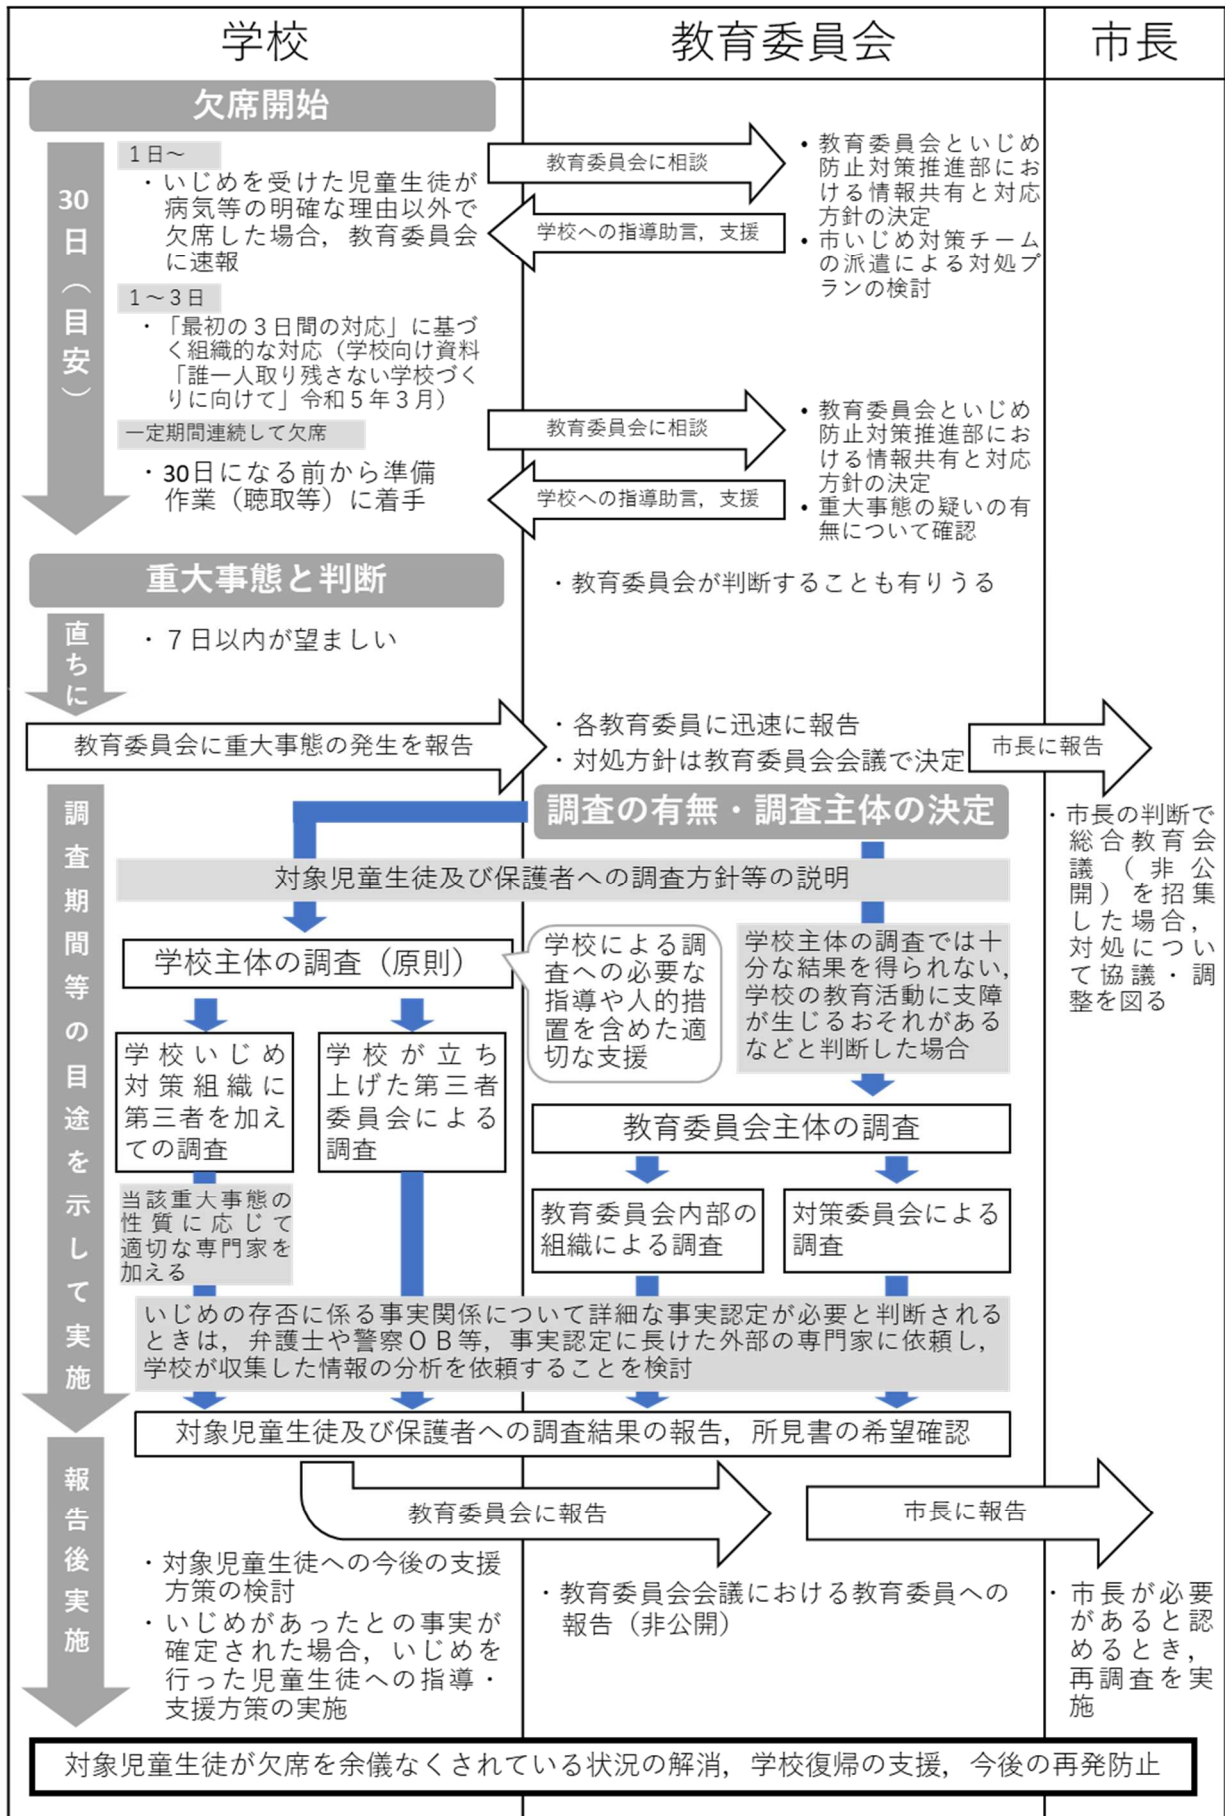 学校
教育委員会
市長
欠席開始
30日（目安）
1日～
・いじめを受けた児童生徒が
病気等の明確な理由以外で
欠席した場合，教育委員会
に速報
教育委員会に相談
学校への指導助言，支援
• 教育委員会といじめ
防止対策推進部にお
ける情報共有と対応
方針の決定
• 市いじめ対策チーム
の派遣による対処プ
ランの検討
1～3日
・「最初の３日間の対応」に基づ
く組織的な対応（学校向け資料
「誰一人取り残さない学校づく
りに向けて」令和５年３月）
一定期間連続して欠席
・30日になる前から準備
作業（聴取等）に着手
教育委員会に相談
学校への指導助言，支援
• 教育委員会といじめ
防止対策推進部にお
ける情報共有と対応
方針の決定
• 重大事態の疑いの有
無について確認
重大事態と判断
・教育委員会が判断することも有りうる
直ちに
・７日以内が望ましい
教育委員会に重大事態の発生を報告
・各教育委員に迅速に報告
・対処方針は教育委員会会議で決定
市長に報告
調査期間等の目途を示して実施
調査の有無・調査主体の決定
・市長の判断で
総合教育会
議（非公
開）を招集
した場合，
対処につい
て協議・調
整を図る
対象児童生徒及び保護者への調査方針等の説明
学校主体の調査（原則）
学校による調
査への必要な
指導や人的措
置を含めた適
切な支援
学校主体の調査では十
分な結果を得られない，
学校の教育活動に支障
が生じるおそれがある
などと判断した場合
学校いじめ
対策組織に
第三者を加え
ての調査
学校が立ち
上げた第三者
委員会による
調査
教育委員会主体の調査
当該重大事態の
性質に応じて
適切な専門家を
加える
教育委員会内部の
組織による調査
対策委員会による
調査
いじめの存否に係る事実関係について詳細な事実認定が必要と判断される
ときは，弁護士や警察ＯＢ等，事実認定に長けた外部の専門家に依頼し，
学校が収集した情報の分析を依頼することを検討
対象児童生徒及び保護者への調査結果の報告，所見書の希望確認
報告後実施
教育委員会に報告
市長に報告
・対象児童生徒への今後の支援
方策の検討
・いじめがあったとの事実が
確定された場合，いじめを
行った児童生徒への指導・
支援方策の実施
・教育委員会会議における教育委員への
報告（非公開）
・市長が必要
があると認
めるとき，
再調査を実
施
対象児童生徒が欠席を余儀なくされている状況の解消，学校復帰の支援，今後の再発防止